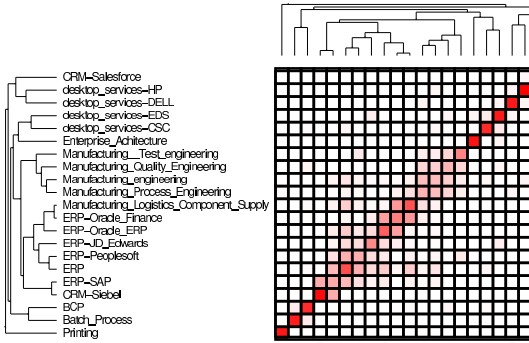 CRM-Salesforce
desktop_services-HP
desktop_services-DELL
desktop_services-EDS
desktop_services-CSC
Enterprise_Achitecture
Manufacturing__Test_engineering
Manufacturing_Quality_Engineering
Manufacturing_engineering
Manufacturing_Process_Engineering
Manufacturing_Logistics_Component_Supply
ERP-Oracle_Finance
ERP-Oracle_ERP
ERP-JD_Edwards
ERP-Peoplesoft
ERP
ERP-SAP
CRM-Siebell
BCP
Batch_Process
Printing